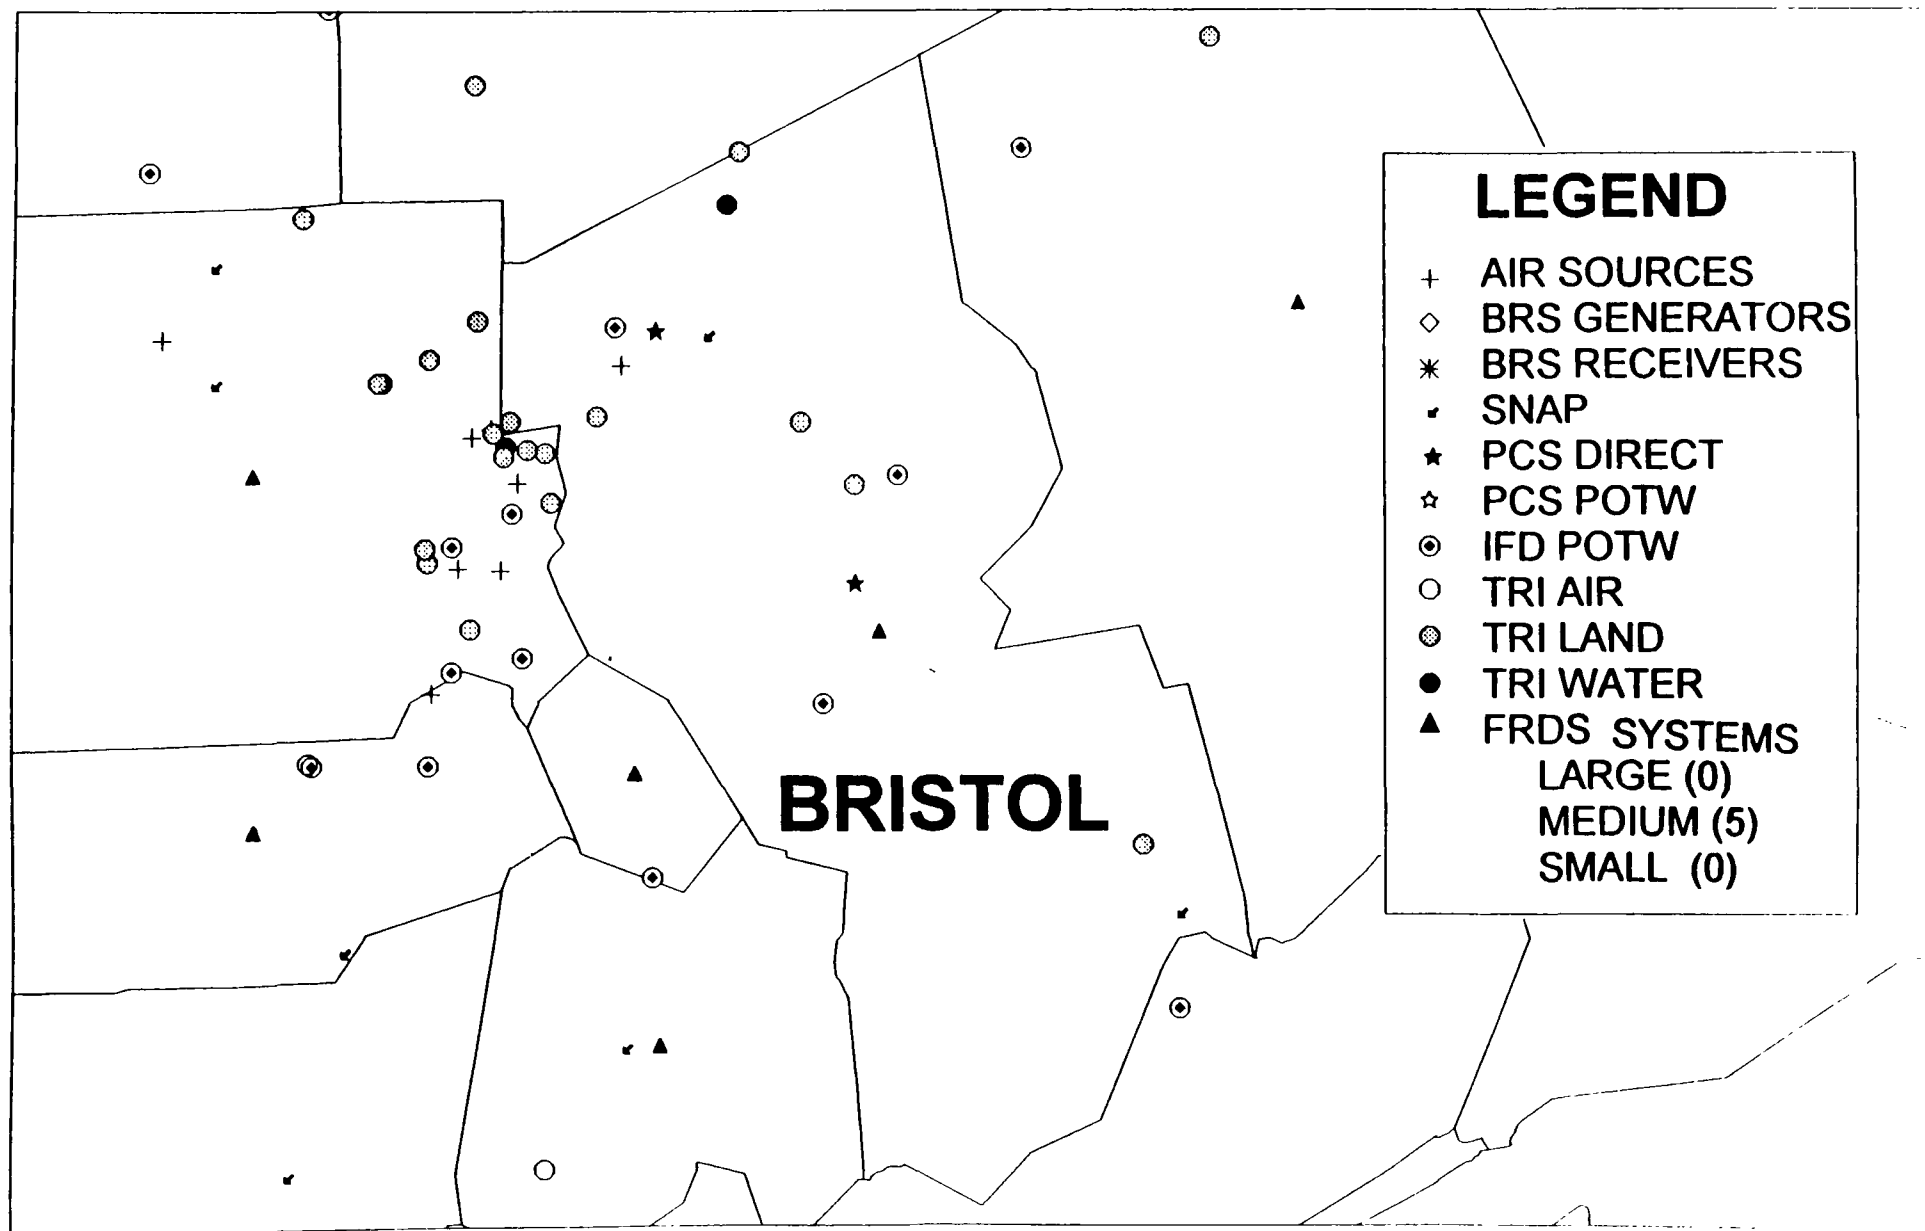 LEGEND
AIR SOURCES
BRS GENERATORS
BRS RECEIVERS
SNAP
PCS DIRECT
PCS POTW
IFD POTW
TRI AIR
TRI LAND
TRI WATER
FRDS SYSTEMS
LARGE (0)
MEDIUM (5)
SMALL (0)
BRISTOL